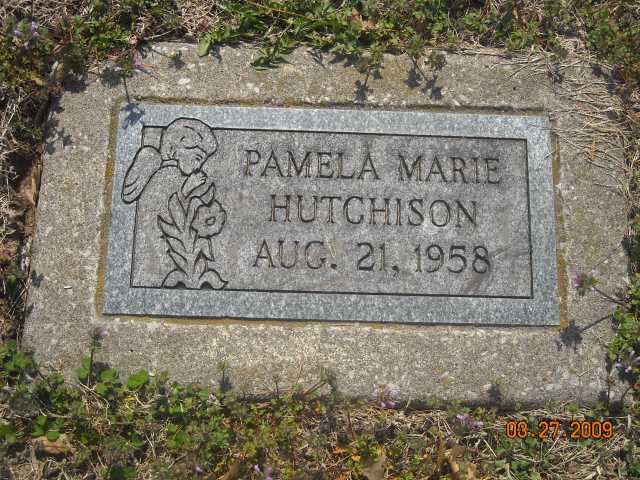 PAMELA MARIE
HUTCHISON
AUG. 21, 1958
03.27.2009